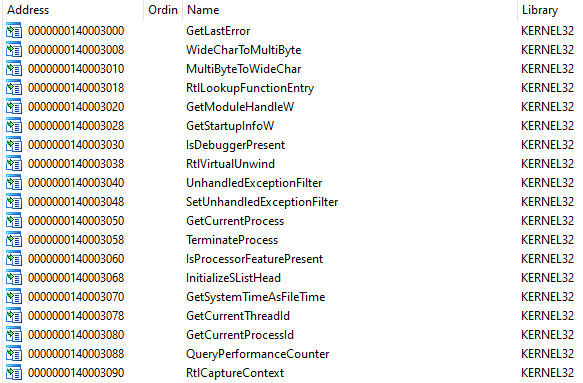 Address Ordina Name Library
0000000140003000 GetLastError KERNEL32
0000000140003008 WideCharToMultiByte KERNEL32
0000000140003010 MultiByteToWideChar KERNEL32
0000000140003018 RtlLookupFunctionEntry KERNEL32
0000000140003020 GetModuleHandleW KERNEL32
0000000140003028 GetStartupInfoW KERNEL32
0000000140003030 IsDebuggerPresent KERNEL32
0000000140003038 RtlVirtualUnwind KERNEL32
0000000140003040 UnhandledExceptionFilter KERNEL32
0000000140003048 SetUnhandledExceptionFilter KERNEL32
0000000140003050 GetCurrentProcess KERNEL32
0000000140003058 TerminateProcess KERNEL32
0000000140003060 IsProcessorFeaturePresent KERNEL32
0000000140003068 InitializeSListHead KERNEL32
0000000140003070 GetSystemTimeAsFileTime KERNEL32
0000000140003078 GetCurrentThreadId KERNEL32
0000000140003080 GetCurrentProcessId KERNEL32
0000000140003088 QueryPerformanceCounter KERNEL32
0000000140003090 RtlCaptureContext KERNEL32